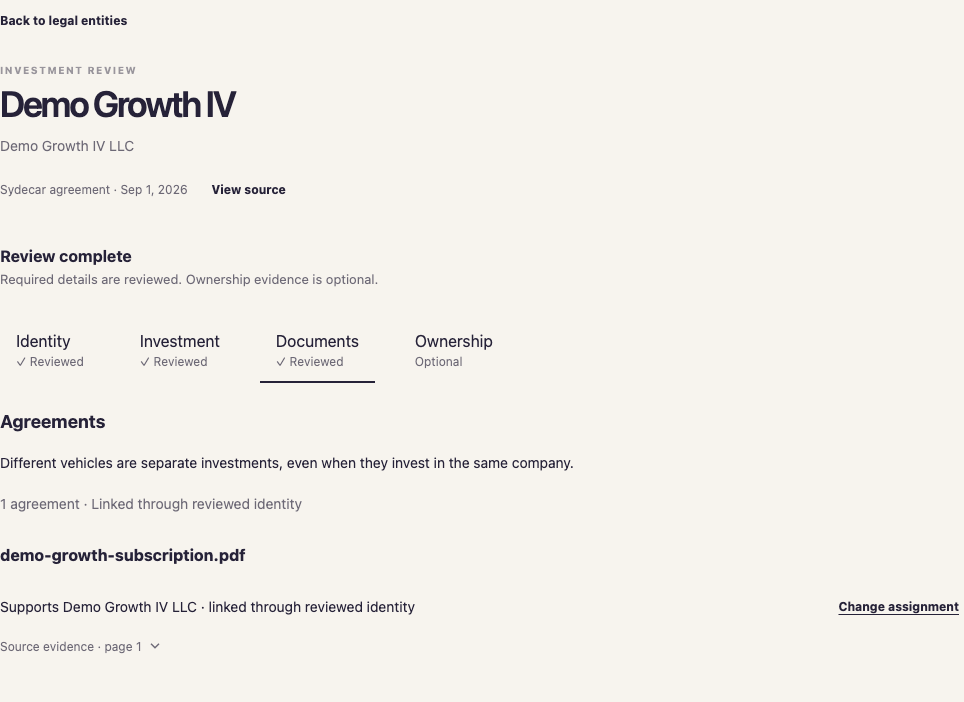 Back to legal entities
INVESTMENT REVIEW
Demo Growth IV
Demo Growth IV LLC
Sydecar agreement · Sep 1, 2026 View source
Review complete
Required details are reviewed. Ownership evidence is optional.
Identity Investment Documents Ownership
✓ Reviewed ✓ Reviewed ✓ Reviewed Optional
Agreements
Different vehicles are separate investments, even when they invest in the same company.
1 agreement · Linked through reviewed identity
demo-growth-subscription.pdf
Supports Demo Growth IV LLC · linked through reviewed identity Change assignment
Source evidence · page 1